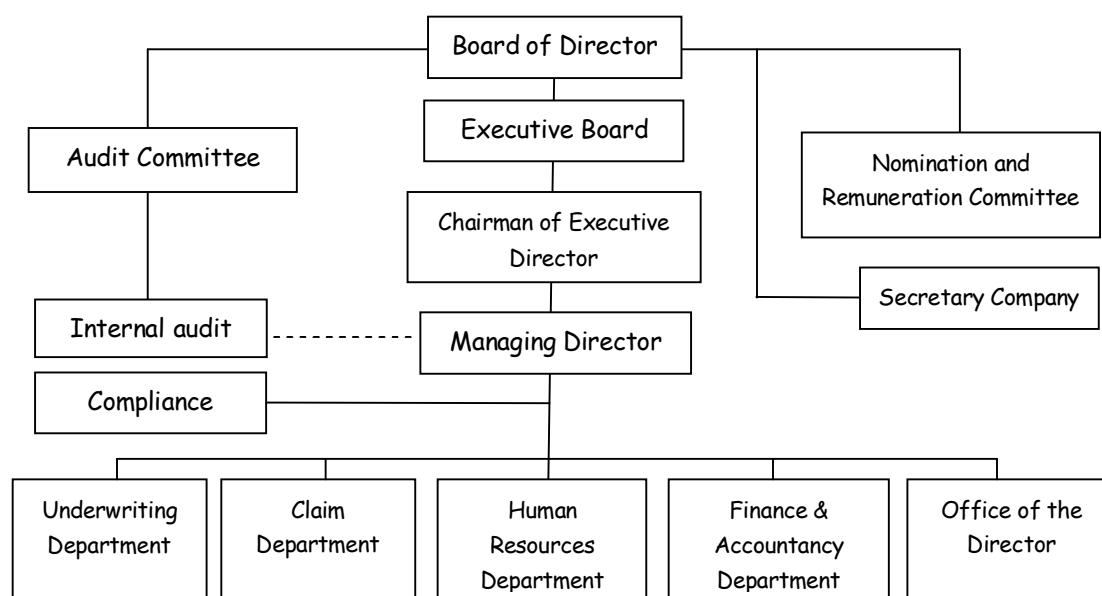 Board of Director
Executive Board
Audit Committee
Nomination and
Remuneration Committee
Chairman of Executive
Director
Secretary Company
Internal audit
Managing Director
Compliance
Underwriting
Department
Claim
Department
Human
Resources
Department
Finance &
Accountancy
Department
Office of the
Director